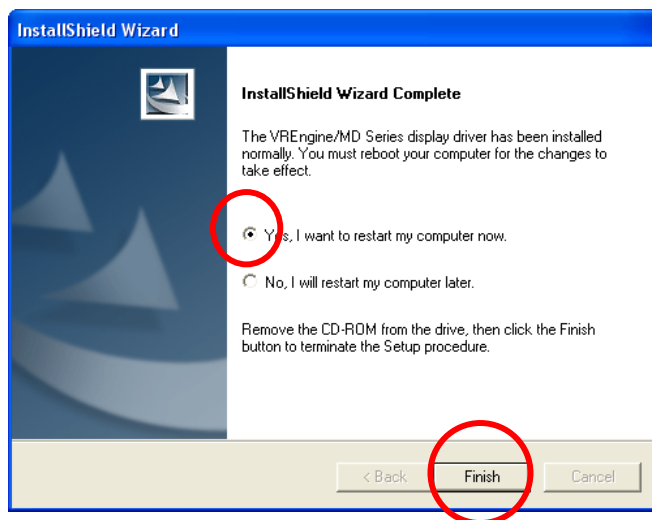 InstallShield Wizard
InstallShield Wizard Complete
The VREngine/MD Series display driver has been installed
normally. You must reboot your computer for the changes to
take effect.
Yes, I want to restart my computer now.
No, I will restart my computer later.
Remove the CD-ROM from the drive, then click the Finish
button to terminate the Setup procedure.
< Back Finish Cancel